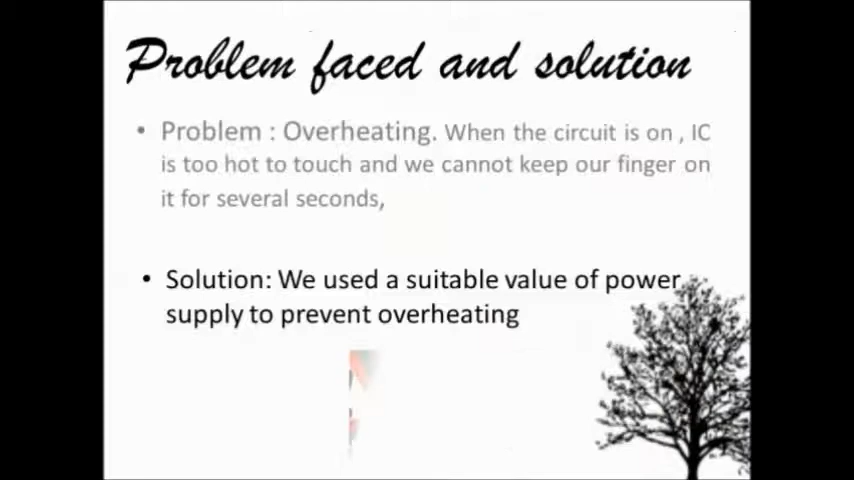 Problem faced and solution
• Problem : Overheating. When the circuit is on , IC
is too hot to touch and we cannot keep our finger on
it for several seconds,
• Solution: We used a suitable value of power
supply to prevent overheating